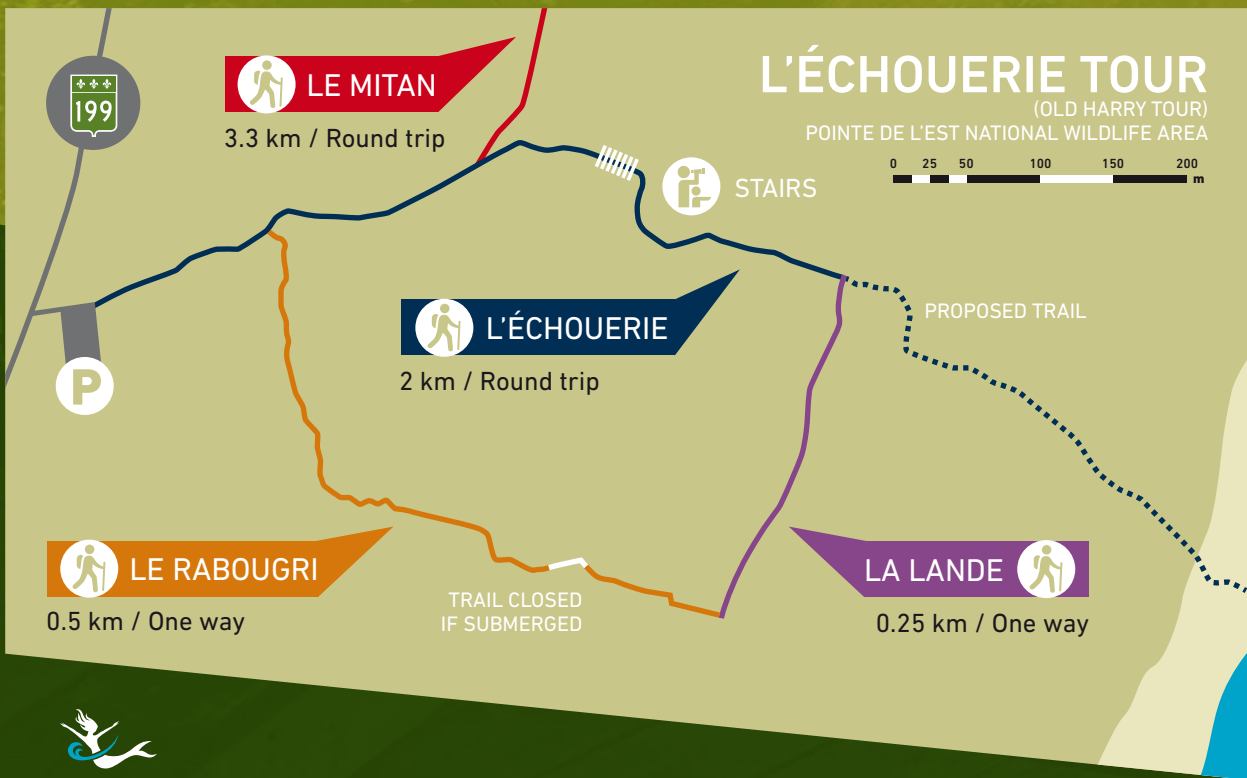 199
LE MITAN
3.3 km / Round trip
L'ÉCHOUERIE TOUR
(OLD HARRY TOUR)
POINTE DE L'EST NATIONAL WILDLIFE AREA
0 25 50 100 150 200
m
STAIRS
PROPOSED TRAIL
L'ÉCHOUERIE
2 km / Round trip
P
LE RABOUGRI
0.5 km / One way
TRAIL CLOSED
IF SUBMERGED
LA LANDE
0.25 km / One way